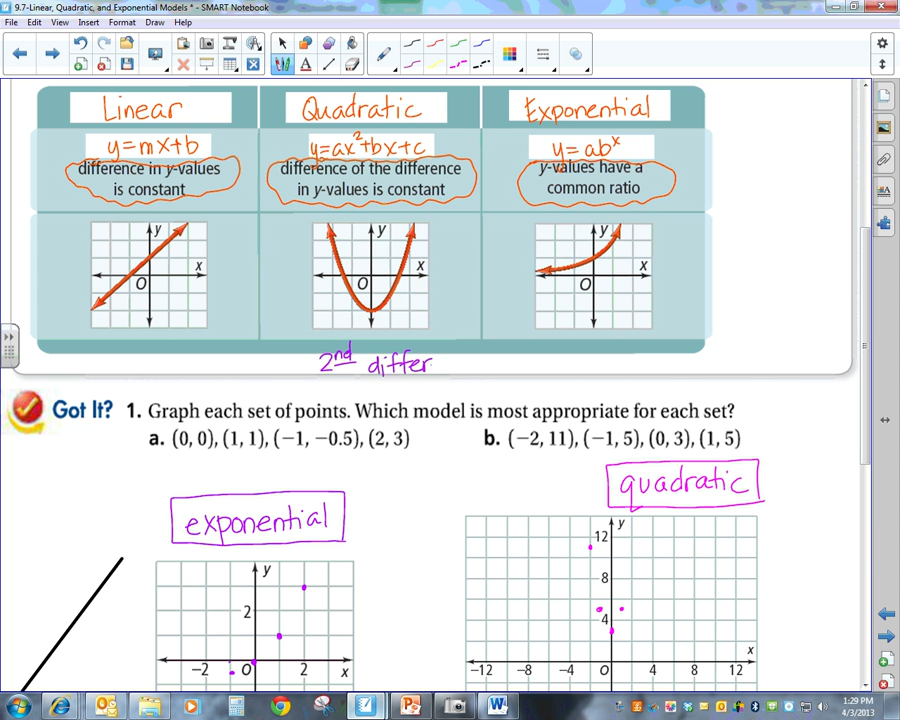 9.7-Linear, Quadratic, and Exponential Models * - SMART Notebook
File Edit View Insert Format Draw Help
Linear Quadratic Exponential
y=mx+b y=ax²+bx+c y=abˣ
difference in y-values difference of the difference y-values have a
is constant in y-values is constant common ratio
y y y
x x x
O O O
2nd differ
Got It? 1. Graph each set of points. Which model is most appropriate for each set?
a. (0, 0), (1, 1), (−1, −0.5), (2, 3) b. (−2, 11), (−1, 5), (0, 3), (1, 5)
quadratic
exponential
y
12
y
8
2
4
x
−2 O 2 x
−12 −8 −4 O 4 8 12
1:29 PM
4/3/2013